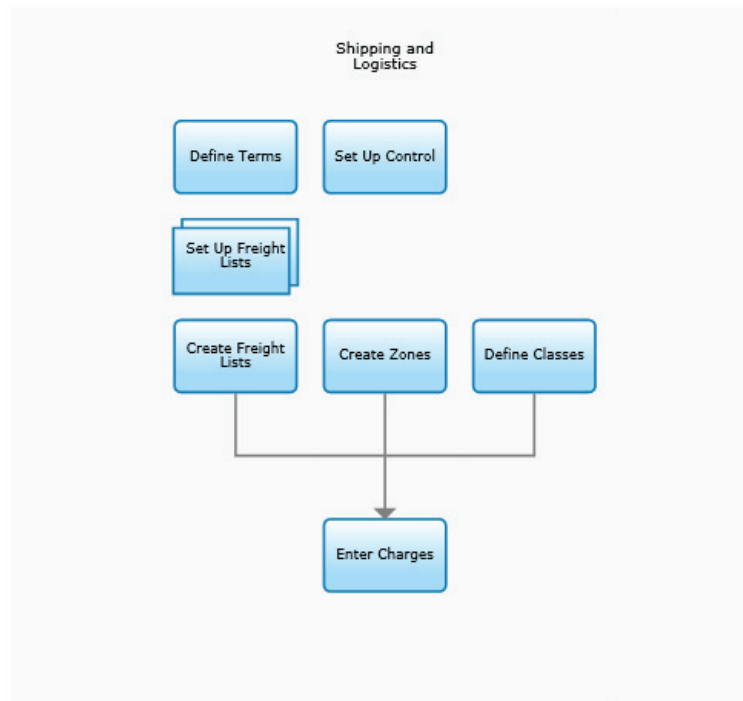 Shipping and
Logistics
Define Terms
Set Up Control
Set Up Freight
Lists
Create Freight
Lists
Create Zones
Define Classes
Enter Charges